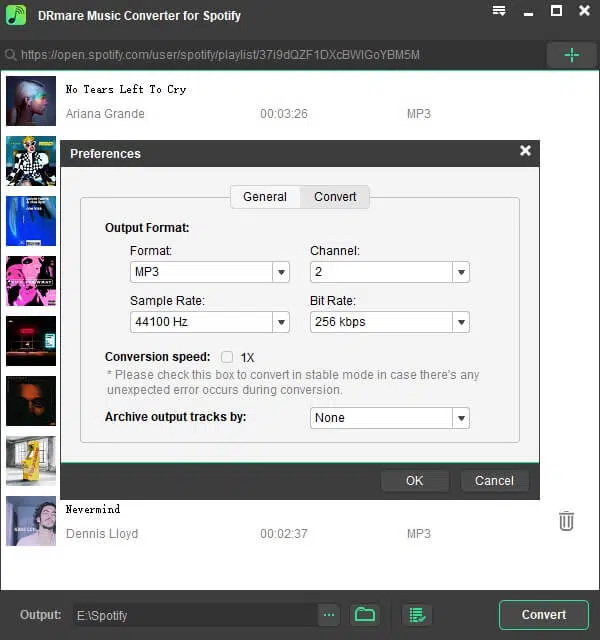 DRmare Music Converter for Spotify
https://open.spotify.com/user/spotify/playlist/37i9dQZF1DXcBWIGoYBM5M
No Tears Left To Cry
Ariana Grande 00:03:26 MP3
Preferences
General Convert
Output Format:
Format: Channel:
MP3 2
Sample Rate: Bit Rate:
44100 Hz 256 kbps
Conversion speed: 1X
* Please check this box to convert in stable mode in case there's any
unexpected error occurs during conversion.
Archive output tracks by: None
OK Cancel
Nevermind
Dennis Lloyd 00:02:37 MP3
Output: E:\Spotify ... Convert